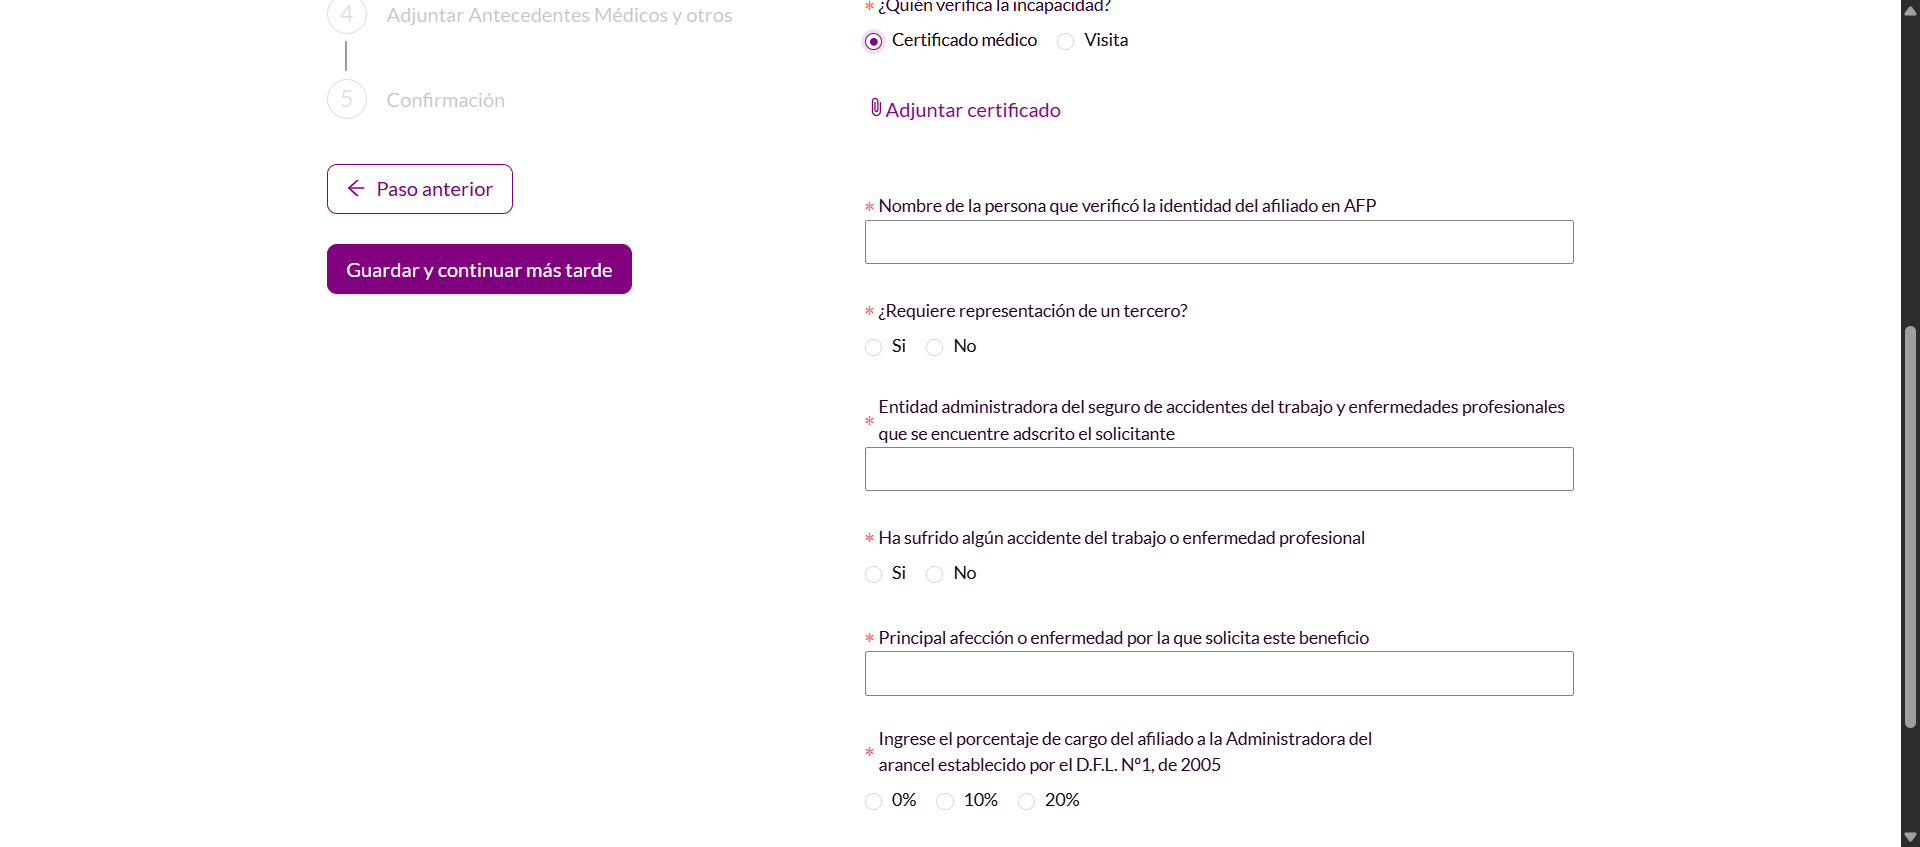 4 Adjuntar Antecedentes Médicos y otros
5 Confirmación
Paso anterior
Guardar y continuar más tarde
* ¿Quién verifica la incapacidad?
Certificado médico Visita
Adjuntar certificado
* Nombre de la persona que verificó la identidad del afiliado en AFP
* ¿Requiere representación de un tercero?
Si No
* Entidad administradora del seguro de accidentes del trabajo y enfermedades profesionales
que se encuentre adscrito el solicitante
* Ha sufrido algún accidente del trabajo o enfermedad profesional
Si No
* Principal afección o enfermedad por la que solicita este beneficio
* Ingrese el porcentaje de cargo del afiliado a la Administradora del
arancel establecido por el D.F.L. Nº1, de 2005
0% 10% 20%